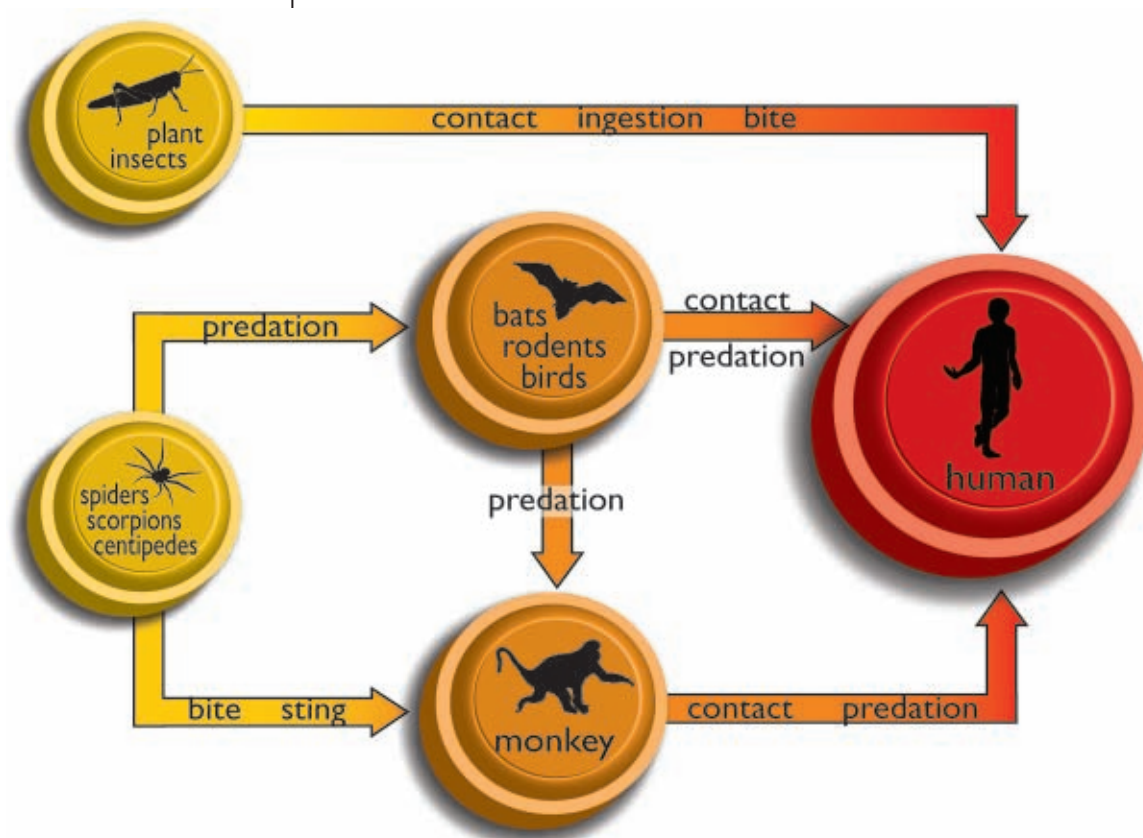 plant
insects
contact ingestion bite
predation
bats
rodents
birds
contact
predation
human
spiders
scorpions
centipedes
predation
bite sting
monkey
contact predation